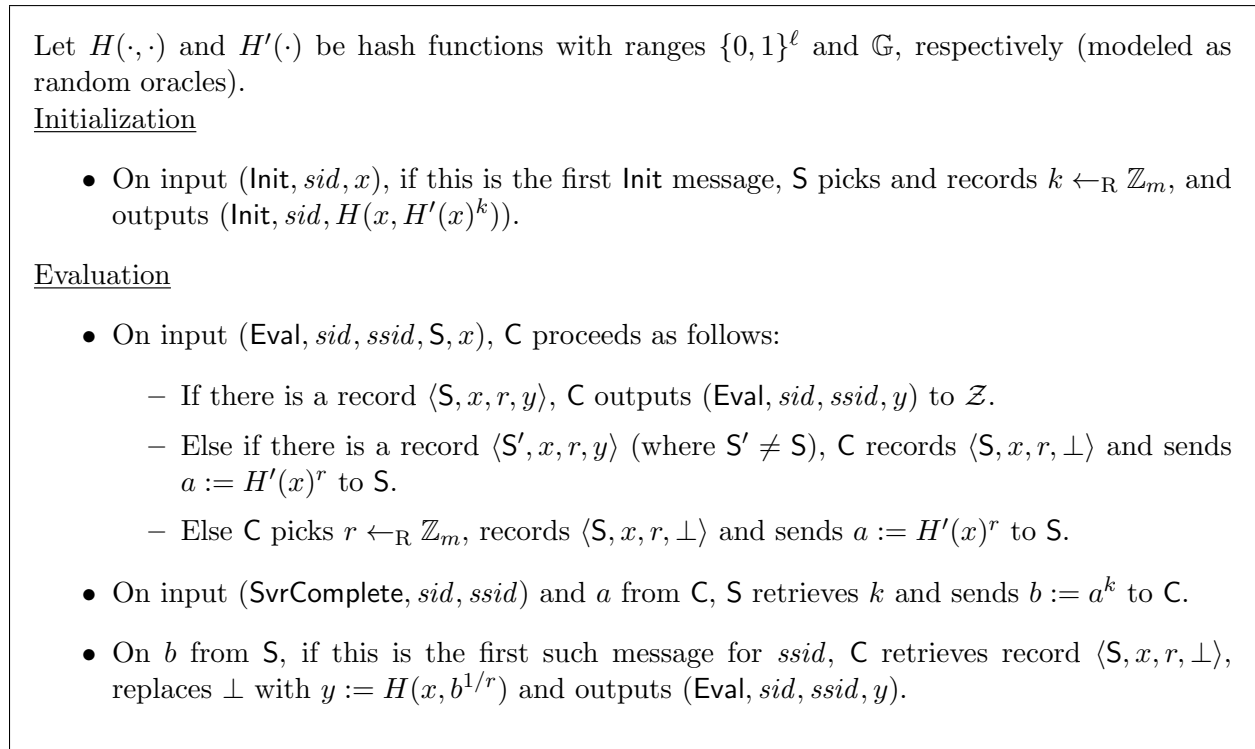 Let H(·, ·) and H′(·) be hash functions with ranges {0, 1}^ℓ and 𝔾, respectively (modeled as
random oracles).
Initialization
• On input (Init, sid, x), if this is the first Init message, S picks and records k ←_R ℤ_m, and
outputs (Init, sid, H(x, H′(x)^k)).
Evaluation
• On input (Eval, sid, ssid, S, x), C proceeds as follows:
– If there is a record ⟨S, x, r, y⟩, C outputs (Eval, sid, ssid, y) to 𝒵.
– Else if there is a record ⟨S′, x, r, y⟩ (where S′ ≠ S), C records ⟨S, x, r, ⊥⟩ and sends
a := H′(x)^r to S.
– Else C picks r ←_R ℤ_m, records ⟨S, x, r, ⊥⟩ and sends a := H′(x)^r to S.
• On input (SvrComplete, sid, ssid) and a from C, S retrieves k and sends b := a^k to C.
• On b from S, if this is the first such message for ssid, C retrieves record ⟨S, x, r, ⊥⟩,
replaces ⊥ with y := H(x, b^{1/r}) and outputs (Eval, sid, ssid, y).